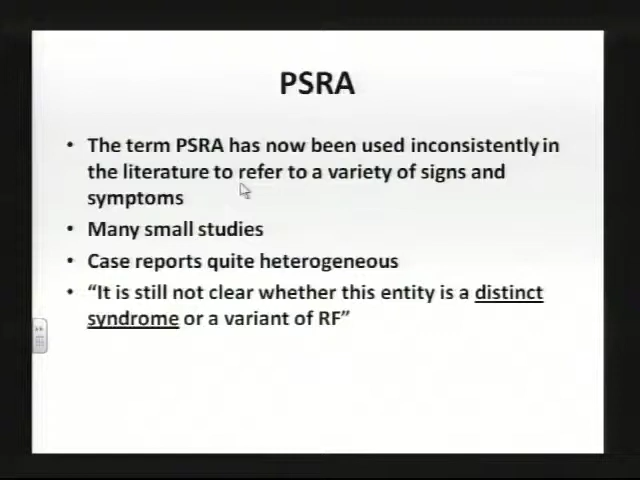 PSRA
• The term PSRA has now been used inconsistently in
the literature to refer to a variety of signs and
symptoms
• Many small studies
• Case reports quite heterogeneous
• “It is still not clear whether this entity is a distinct
syndrome or a variant of RF”